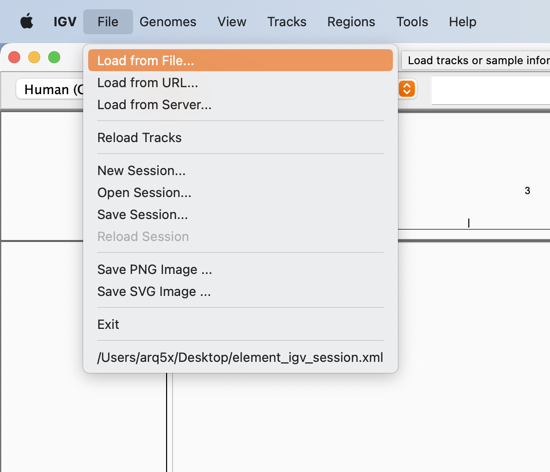 IGV File Genomes View Tracks Regions Tools Help
Load from File...
Load tracks or sample infor
Load from URL...
Human (
Load from Server...
Reload Tracks
New Session...
Open Session...
3
Save Session...
Reload Session
Save PNG Image ...
Save SVG Image ...
Exit
/Users/arq5x/Desktop/element_igv_session.xml